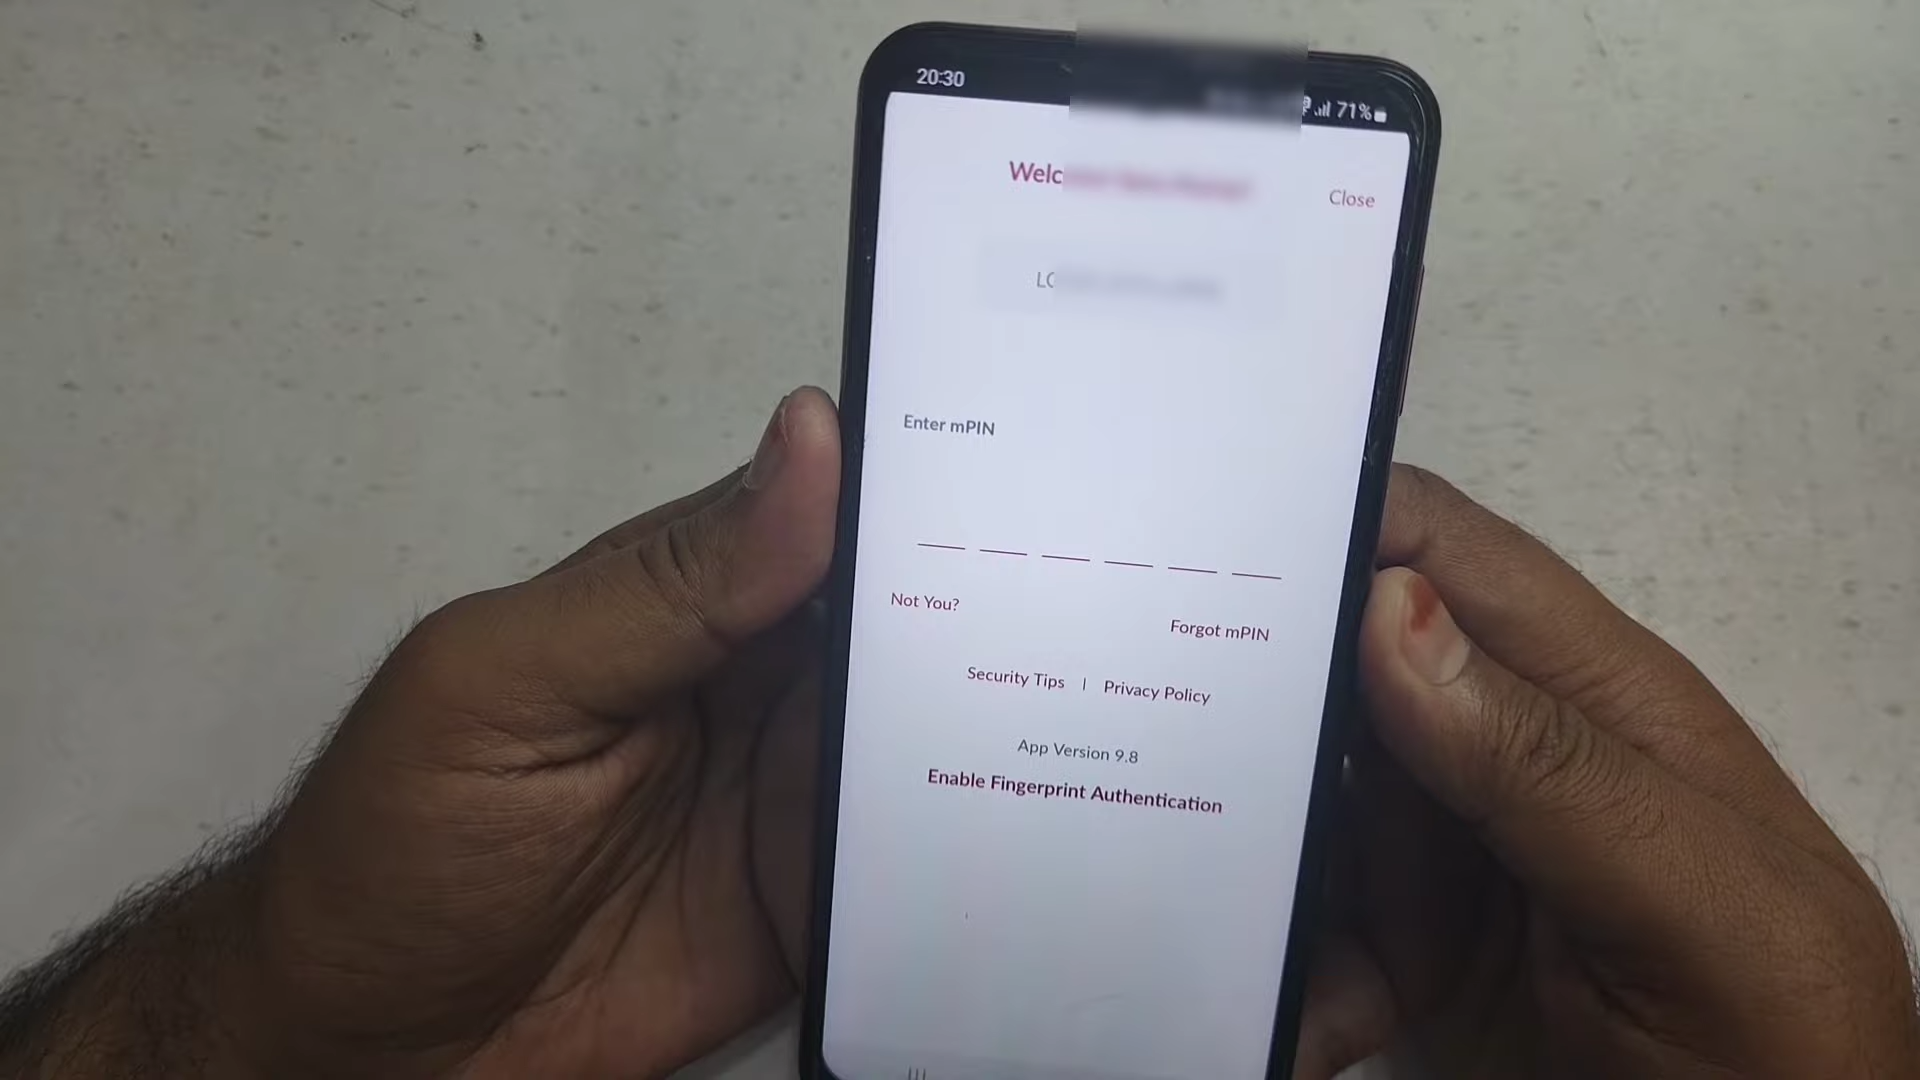 20:30
71%
Close
Enter mPIN
Not You?
Forgot mPIN
Security Tips | Privacy Policy
App Version 9.8
Enable Fingerprint Authentication